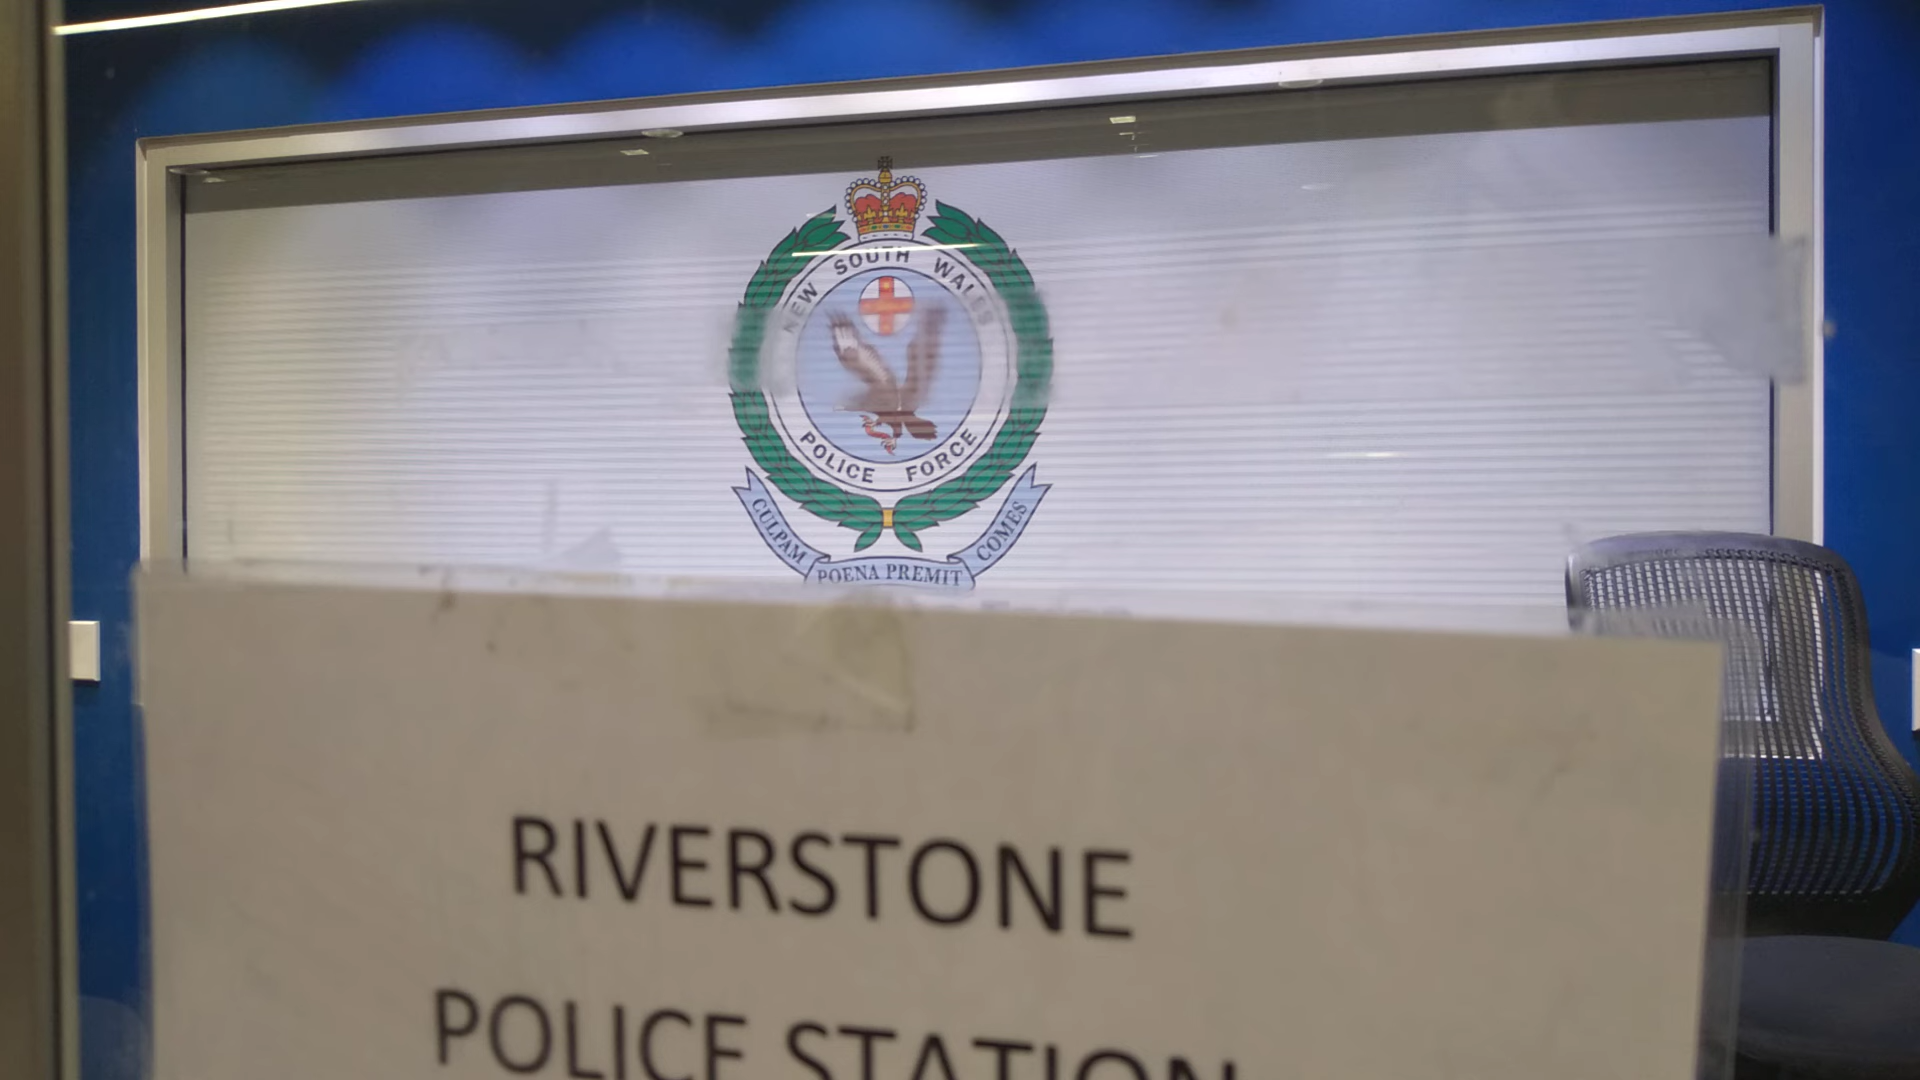 NEW SOUTH WALES
POLICE FORCE
CULPAM POENA PREMIT COMES
RIVERSTONE
POLICE STATION